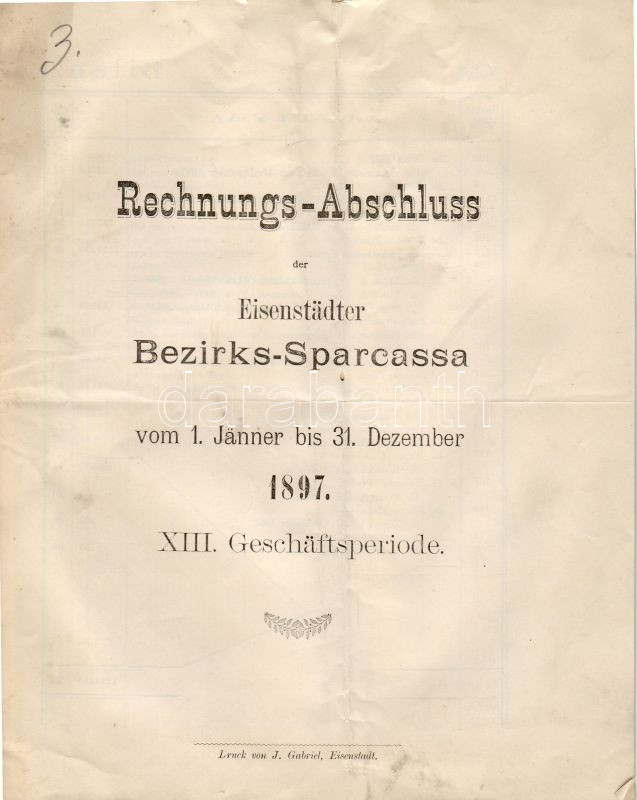 3.
Rechnungs-Abschluss
der
Eisenstädter
Bezirks-Sparcassa
darabanth
vom 1. Jänner bis 31. Dezember
1897.
XIII. Geschäftsperiode.
Druck von J. Gabriel, Eisenstadt.